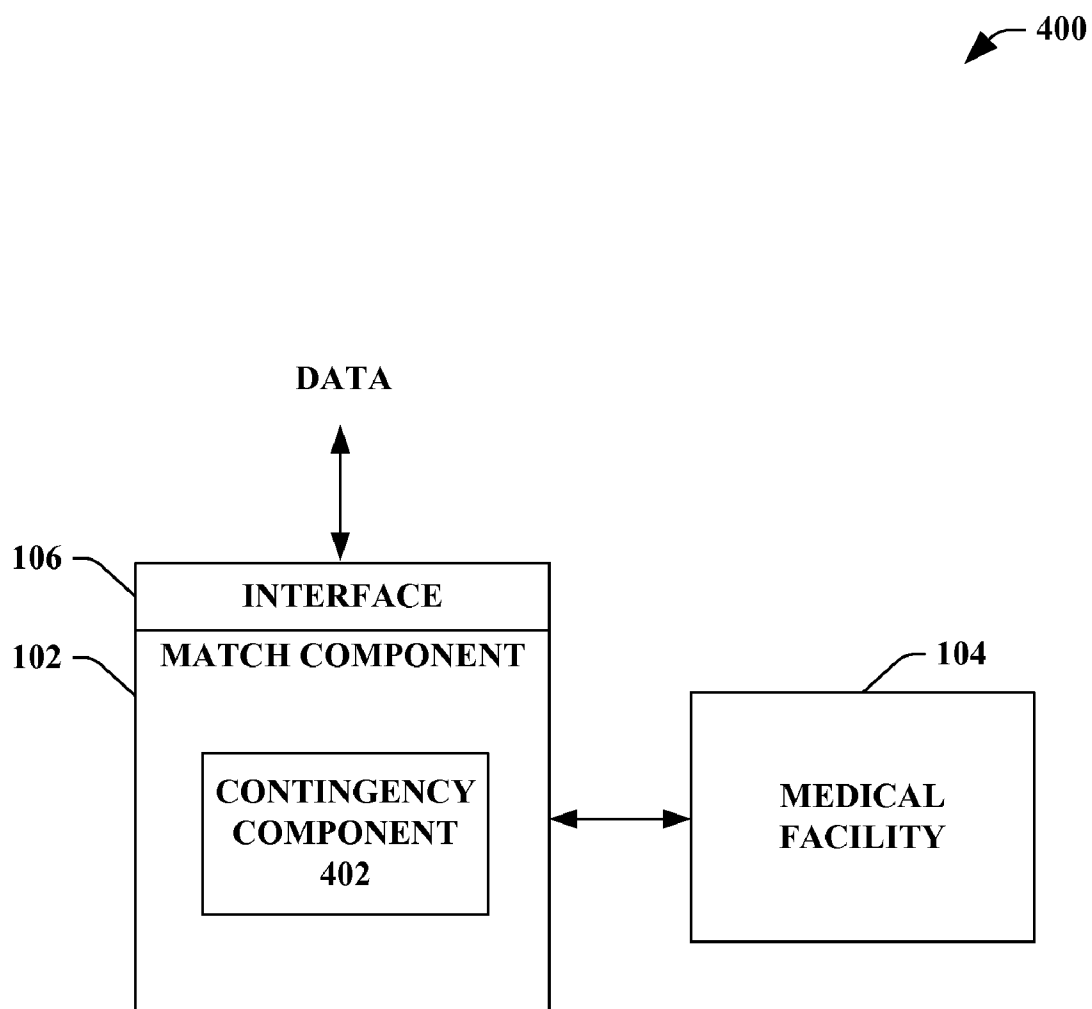 400
DATA
106
INTERFACE
102
MATCH COMPONENT
104
CONTINGENCY
COMPONENT
402
MEDICAL
FACILITY